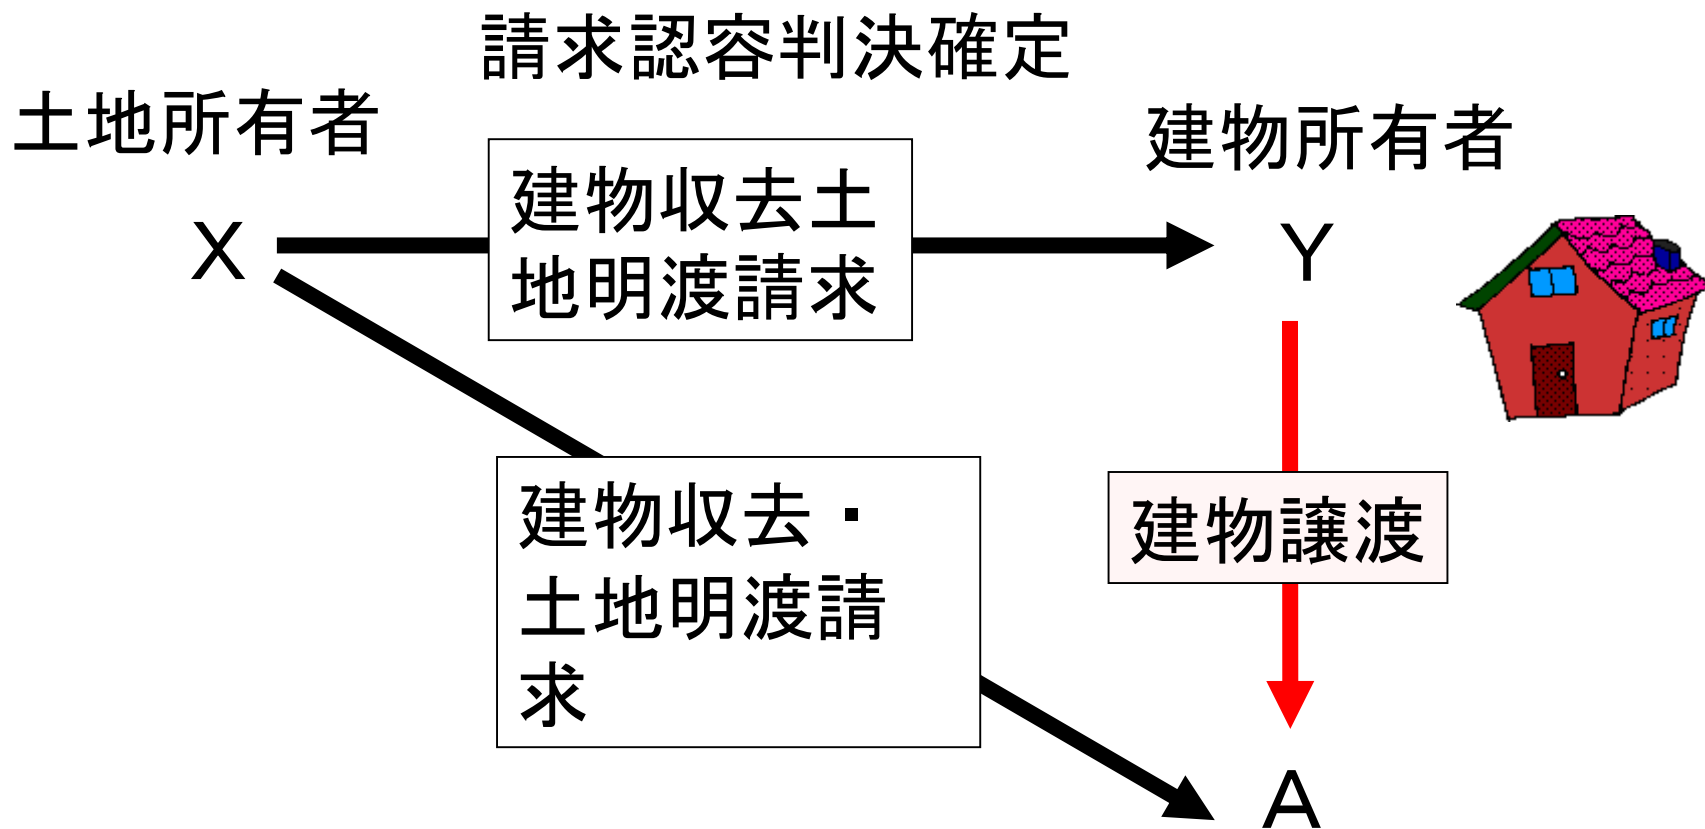 請求認容判決確定
土地所有者
建物所有者
建物収去土
地明渡請求
X
Y
建物収去・
土地明渡請
求
建物譲渡
A